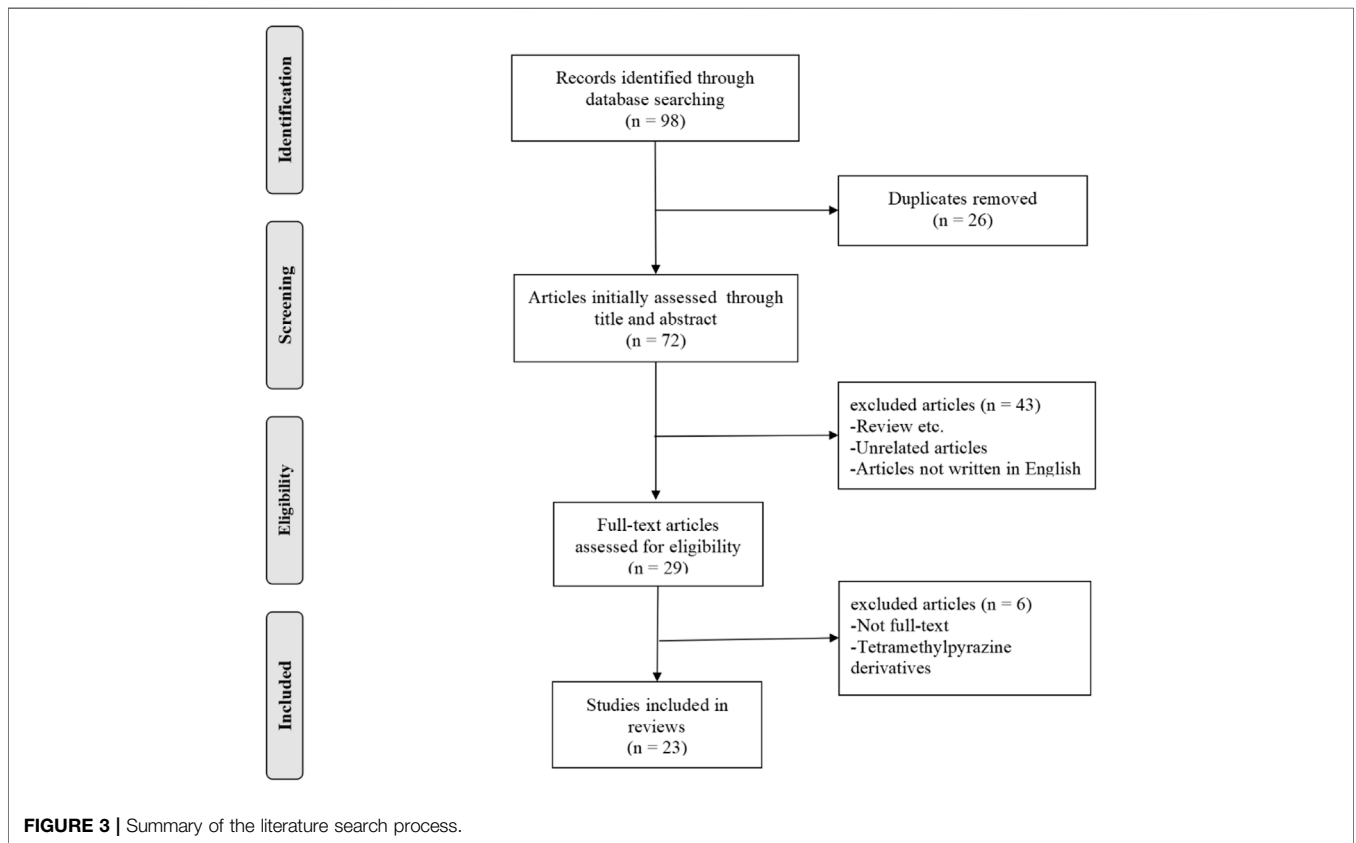 Identification
Records identified through
database searching
(n = 98)
Duplicates removed
(n = 26)
Screening
Articles initially assessed through
title and abstract
(n = 72)
excluded articles (n = 43)
-Review etc.
-Unrelated articles
-Articles not written in English
Eligibility
Full-text articles
assessed for eligibility
(n = 29)
excluded articles (n = 6)
-Not full-text
-Tetramethylpyrazine
derivatives
Included
Studies included in
reviews
(n = 23)
FIGURE 3 | Summary of the literature search process.